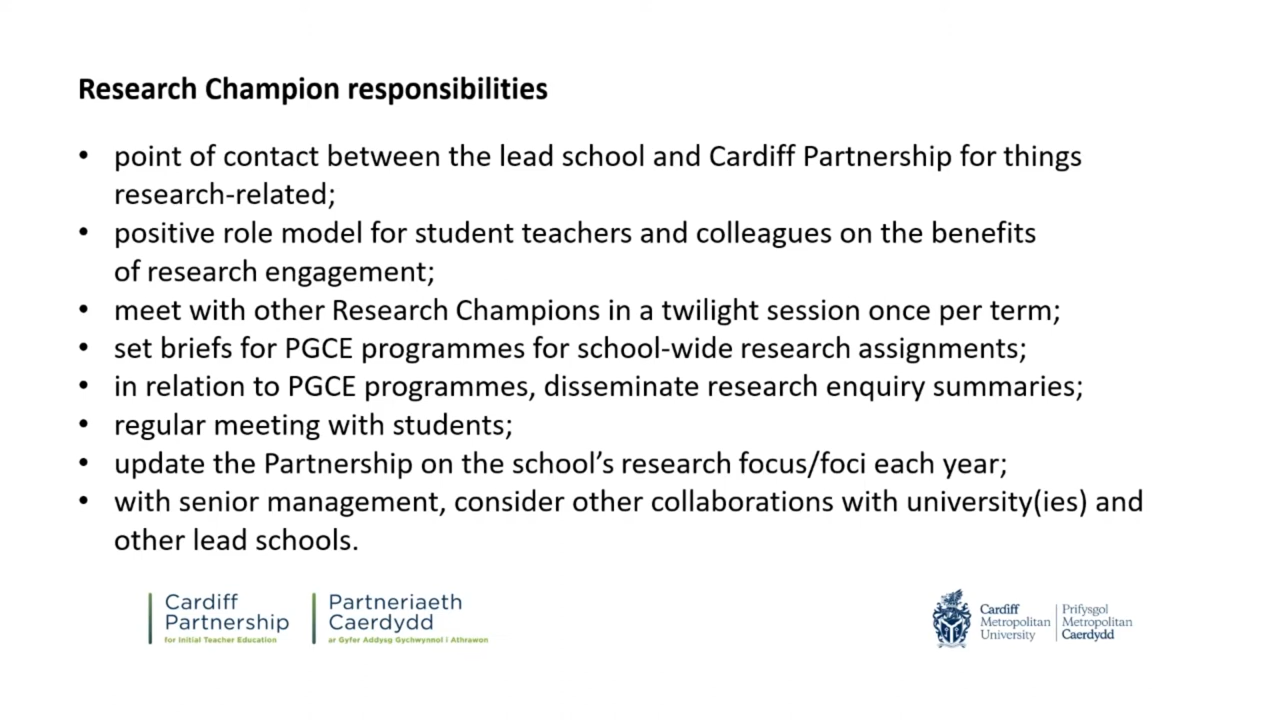 Research Champion responsibilities
• point of contact between the lead school and Cardiff Partnership for things
research-related;
• positive role model for student teachers and colleagues on the benefits
of research engagement;
• meet with other Research Champions in a twilight session once per term;
• set briefs for PGCE programmes for school-wide research assignments;
• in relation to PGCE programmes, disseminate research enquiry summaries;
• regular meeting with students;
• update the Partnership on the school’s research focus/foci each year;
• with senior management, consider other collaborations with university(ies) and
other lead schools.
Cardiff
Partnership
for Initial Teacher Education
Partneriaeth
Caerdydd
ar Gyfer Addysg Gychwynnol i Athrawon
Cardiff
Metropolitan
University
Prifysgol
Metropolitan
Caerdydd